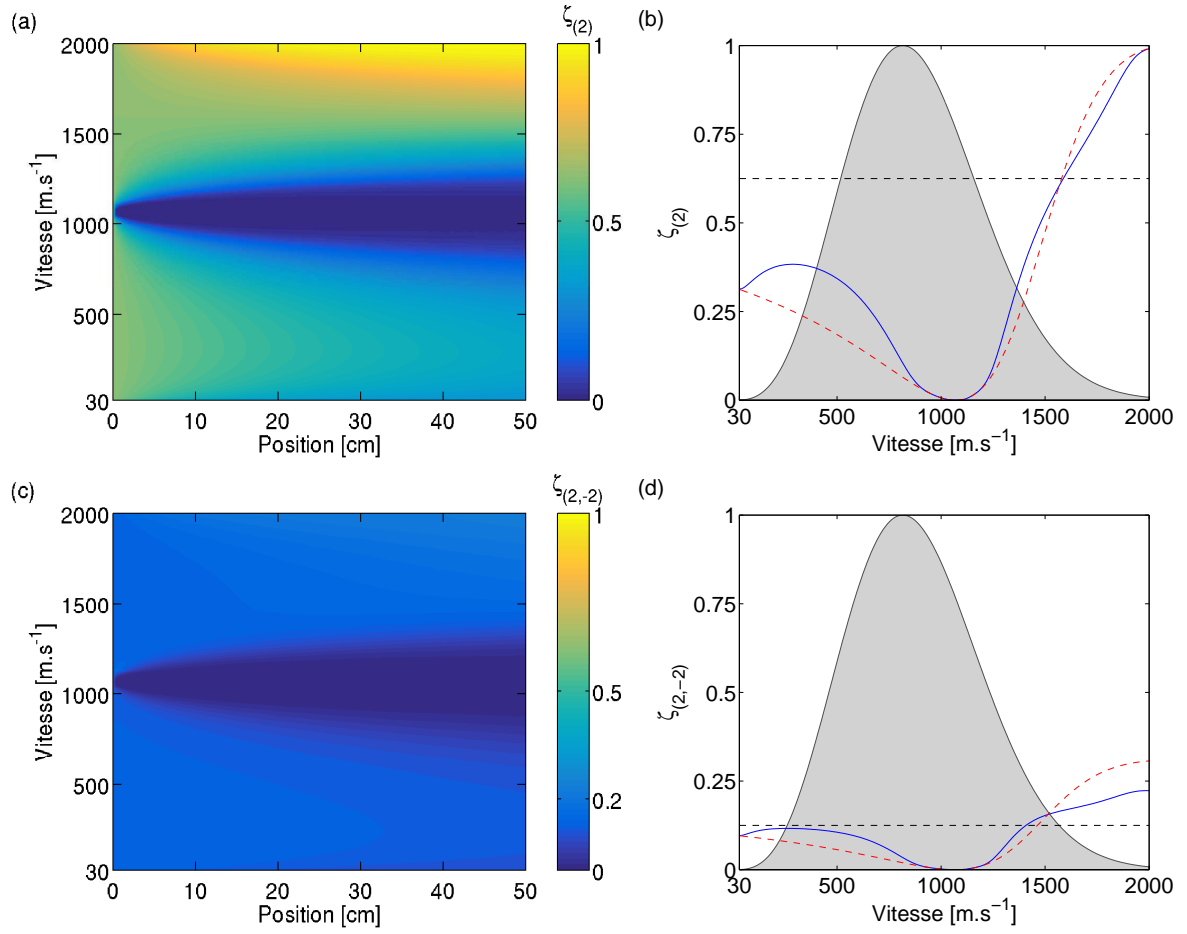 (a)
ζ(2)
2000
1500
1000
500
30
Vitesse [m.s-1]
0 10 20 30 40 50
Position [cm]
1
0.5
0
(b)
1
0.75
0.5
0.25
0
ζ(2)
30 500 1000 1500 2000
Vitesse [m.s−1]
(c)
ζ(2,-2)
2000
1500
1000
500
30
Vitesse [m.s-1]
0 10 20 30 40 50
Position [cm]
1
0.5
0.2
0
(d)
1
0.75
0.5
0.25
0
ζ(2,−2)
30 500 1000 1500 2000
Vitesse [m.s−1]